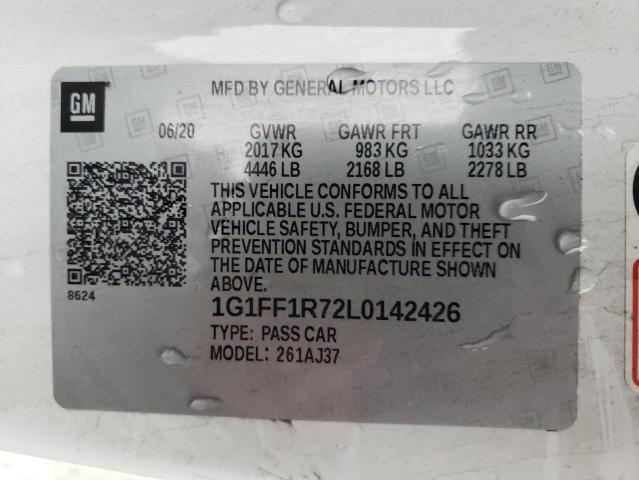 GM
MFD BY GENERAL MOTORS LLC
06/20 GVWR GAWR FRT GAWR RR
2017 KG 983 KG 1033 KG
4446 LB 2168 LB 2278 LB
THIS VEHICLE CONFORMS TO ALL
APPLICABLE U.S. FEDERAL MOTOR
VEHICLE SAFETY, BUMPER, AND THEFT
PREVENTION STANDARDS IN EFFECT ON
THE DATE OF MANUFACTURE SHOWN
ABOVE.
8624
1G1FF1R72L0142426
TYPE: PASS CAR
MODEL: 261AJ37